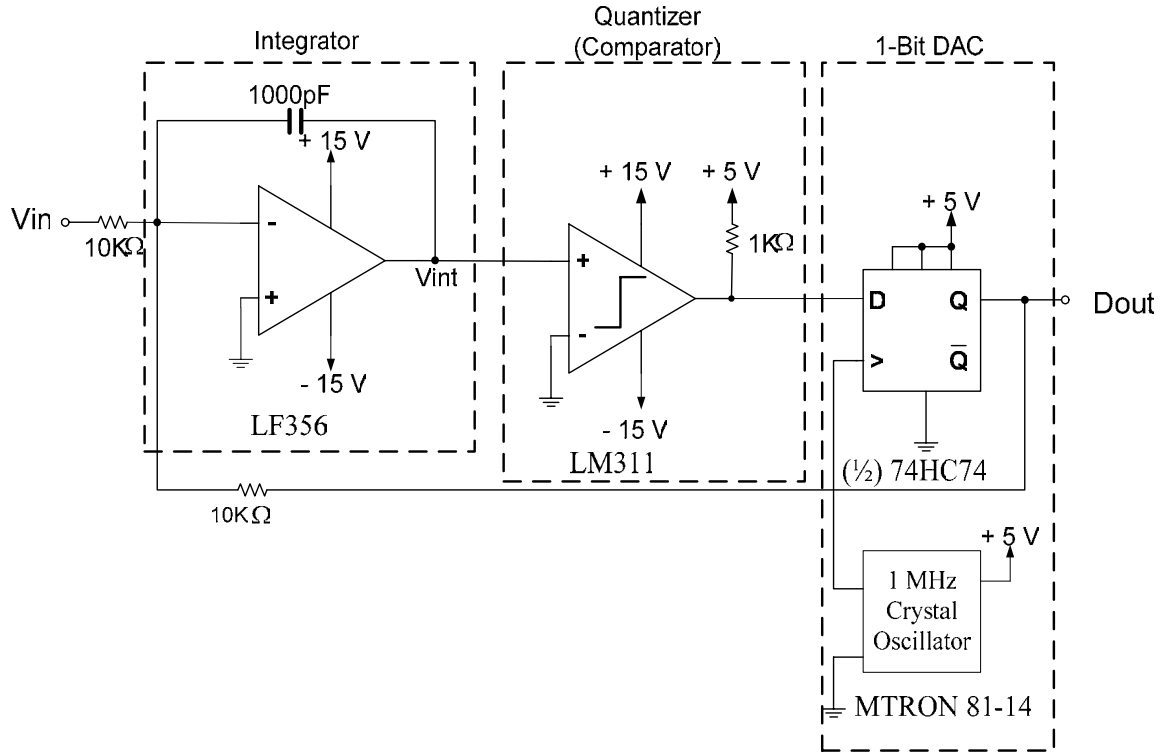 Integrator
Quantizer
(Comparator)
1-Bit DAC
1000pF
+ 15 V
Vin
10KΩ
-
+
Vint
- 15 V
LF356
+ 15 V
+ 5 V
1KΩ
+
-
- 15 V
LM311
+ 5 V
D
Q
>
Q̅
Dout
(½) 74HC74
10KΩ
+ 5 V
1 MHz
Crystal
Oscillator
MTRON 81-14